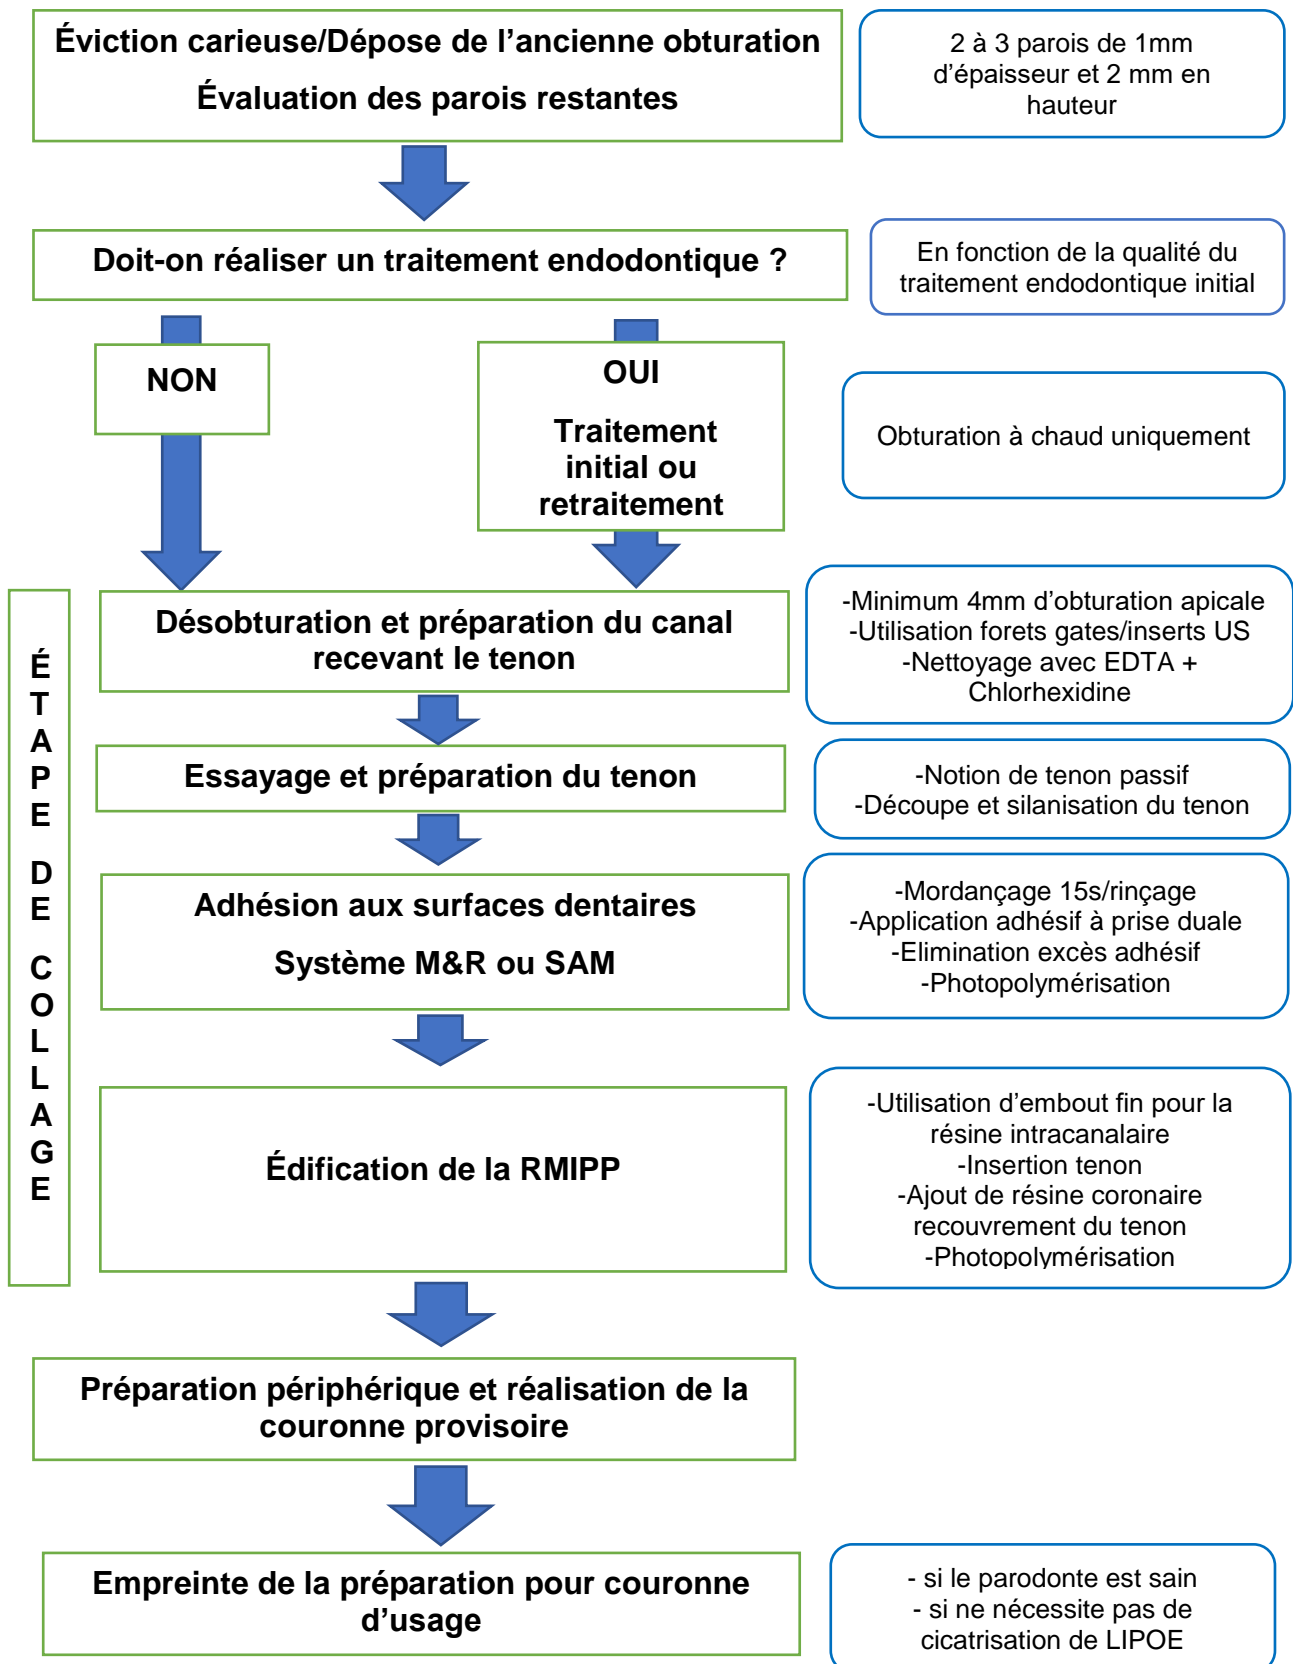 Éviction carieuse/Dépose de l’ancienne obturation
Évaluation des parois restantes
2 à 3 parois de 1mm
d’épaisseur et 2 mm en
hauteur
Doit-on réaliser un traitement endodontique ?
En fonction de la qualité du
traitement endodontique initial
NON
OUI
Traitement
initial ou
retraitement
Obturation à chaud uniquement
ÉTAPE DE COLLAGE
Désobturation et préparation du canal
recevant le tenon
-Minimum 4mm d’obturation apicale
-Utilisation forets gates/inserts US
-Nettoyage avec EDTA +
Chlorhexidine
Essayage et préparation du tenon
-Notion de tenon passif
-Découpe et silanisation du tenon
Adhésion aux surfaces dentaires
Système M&R ou SAM
-Mordançage 15s/rinçage
-Application adhésif à prise duale
-Elimination excès adhésif
-Photopolymérisation
Édification de la RMIPP
-Utilisation d’embout fin pour la
résine intracanalaire
-Insertion tenon
-Ajout de résine coronaire
recouvrement du tenon
-Photopolymérisation
Préparation périphérique et réalisation de la
couronne provisoire
Empreinte de la préparation pour couronne
d’usage
- si le parodonte est sain
- si ne nécessite pas de
cicatrisation de LIPOE